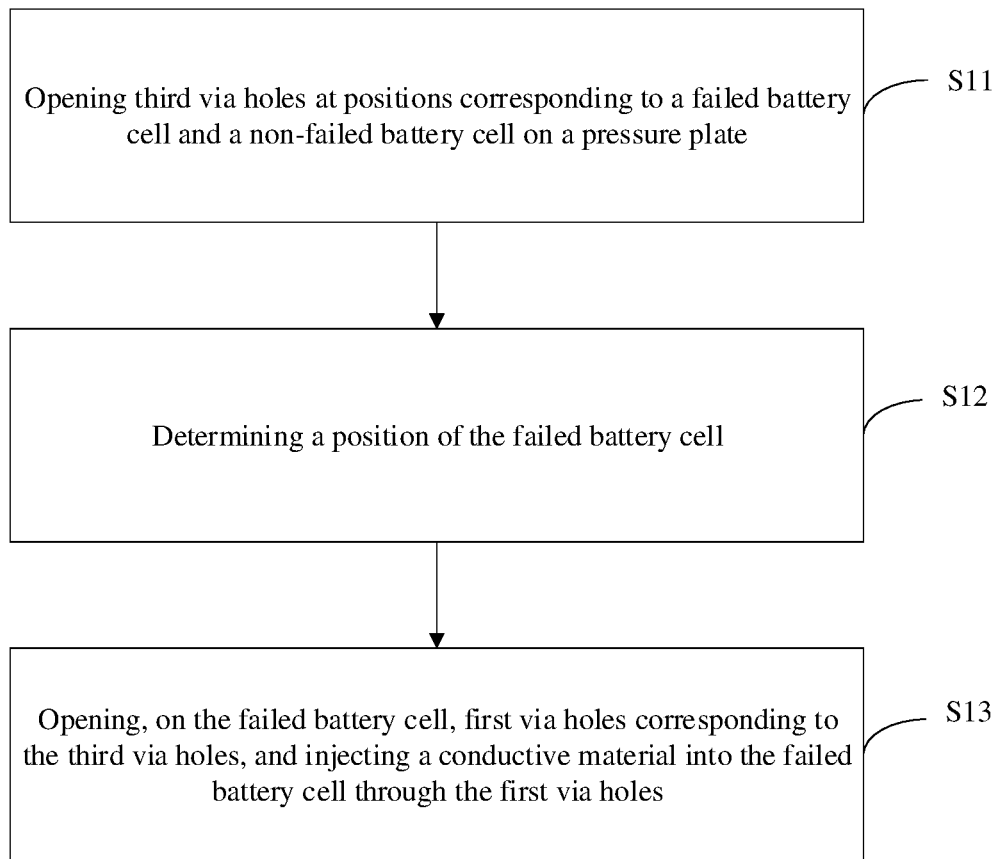 Opening third via holes at positions corresponding to a failed battery
cell and a non-failed battery cell on a pressure plate
S11
Determining a position of the failed battery cell
S12
Opening, on the failed battery cell, first via holes corresponding to
the third via holes, and injecting a conductive material into the failed
battery cell through the first via holes
S13